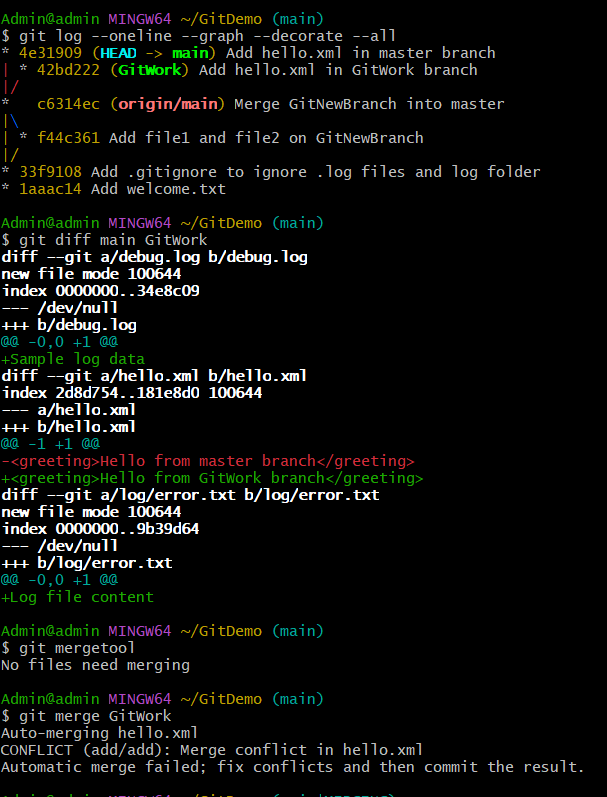 Admin@admin MINGW64 ~/GitDemo (main)
$ git log --oneline --graph --decorate --all
* 4e31909 (HEAD -> main) Add hello.xml in master branch
| * 42bd222 (GitWork) Add hello.xml in GitWork branch
|/
*   c6314ec (origin/main) Merge GitNewBranch into master
|\
| * f44c361 Add file1 and file2 on GitNewBranch
|/
* 33f9108 Add .gitignore to ignore .log files and log folder
* 1aaac14 Add welcome.txt
Admin@admin MINGW64 ~/GitDemo (main)
$ git diff main GitWork
diff --git a/debug.log b/debug.log
new file mode 100644
index 0000000..34e8c09
--- /dev/null
+++ b/debug.log
@@ -0,0 +1 @@
+Sample log data
diff --git a/hello.xml b/hello.xml
index 2d8d754..181e8d0 100644
--- a/hello.xml
+++ b/hello.xml
@@ -1 +1 @@
-<greeting>Hello from master branch</greeting>
+<greeting>Hello from GitWork branch</greeting>
diff --git a/log/error.txt b/log/error.txt
new file mode 100644
index 0000000..9b39d64
--- /dev/null
+++ b/log/error.txt
@@ -0,0 +1 @@
+Log file content
Admin@admin MINGW64 ~/GitDemo (main)
$ git mergetool
No files need merging
Admin@admin MINGW64 ~/GitDemo (main)
$ git merge GitWork
Auto-merging hello.xml
CONFLICT (add/add): Merge conflict in hello.xml
Automatic merge failed; fix conflicts and then commit the result.